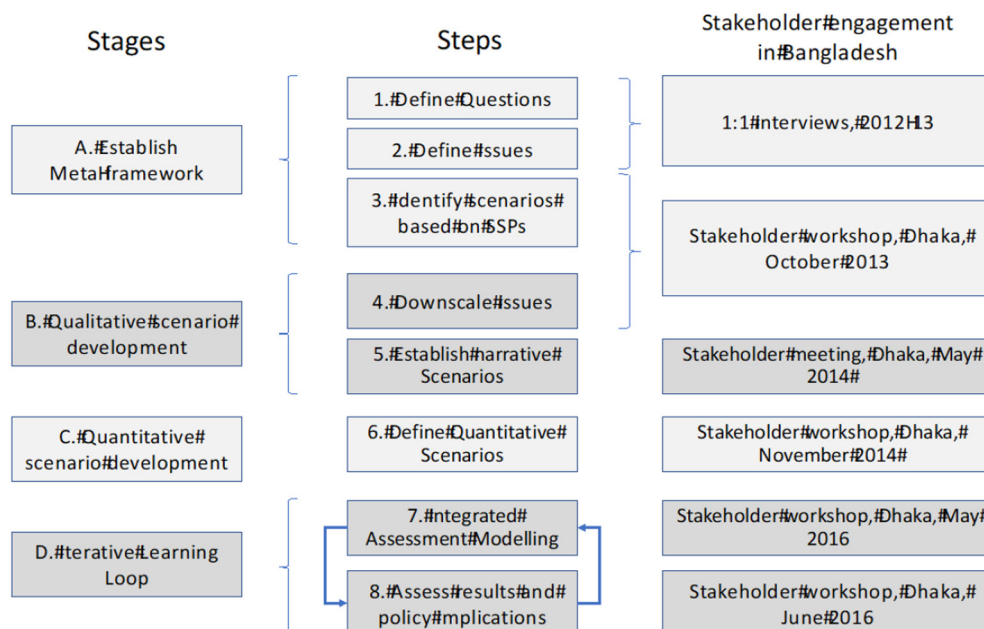 Stages
Steps
Stakeholder#engagement
in#Bangladesh
A.#Establish
MetaHframework
1.#Define#Questions
2.#Define#ssues
3.#dentify#scenarios#
based#on#SSPs
1:1#nterviews,#2012H13
Stakeholder#workshop,#Dhaka,#
October#2013
B.#Qualitative#scenario#
development
4.#Downscale#ssues
5.#Establish#narrative#
Scenarios
Stakeholder#meeting,#Dhaka,#May#
2014#
C.#Quantitative#
scenario#development
6.#Define#Quantitative#
Scenarios
Stakeholder#workshop,#Dhaka,#
November#2014#
D.#terative#Learning
Loop
7.#ntegrated#
Assessment#Modelling
8.#Assess#results#and#
policy#mplications
Stakeholder#workshop,#Dhaka,#May#
2016
Stakeholder#workshop,#Dhaka,#
June#2016